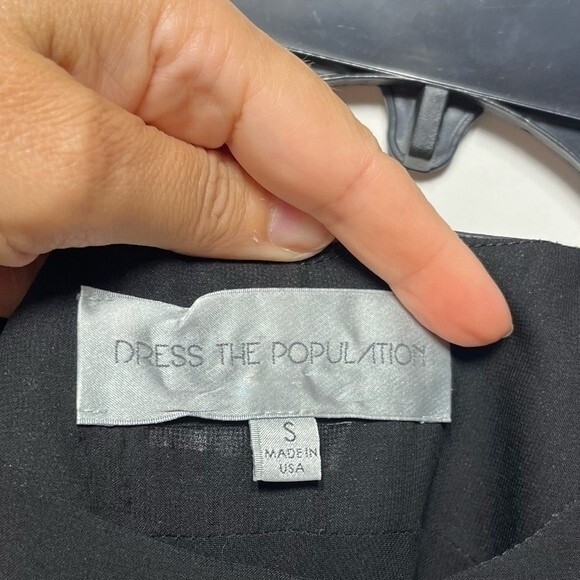 DRESS THE POPULATION
S
MADE IN
USA